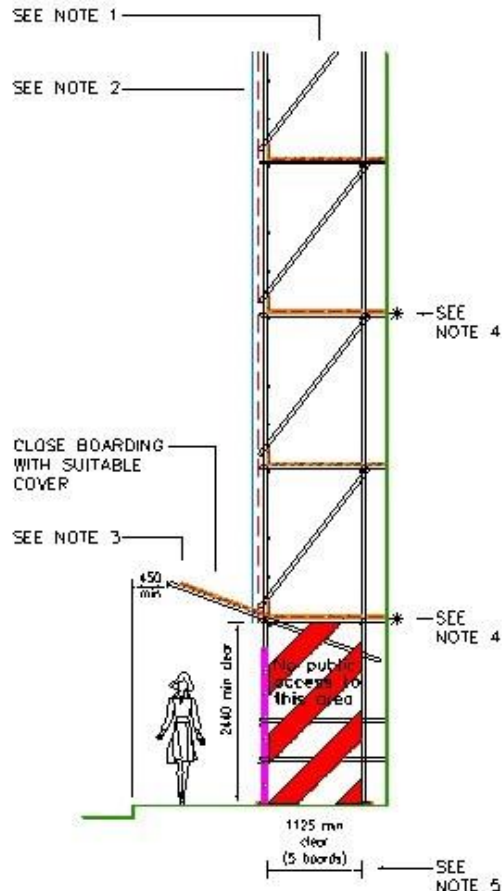 SEE NOTE 1
SEE NOTE 2
SEE
NOTE 4
CLOSE BOARDING
WITH SUITABLE
COVER
SEE NOTE 3
450
min
SEE
NOTE 4
2440 min clear
No public
access to
this area
1125 min
clear
(5 boards)
SEE
NOTE 5